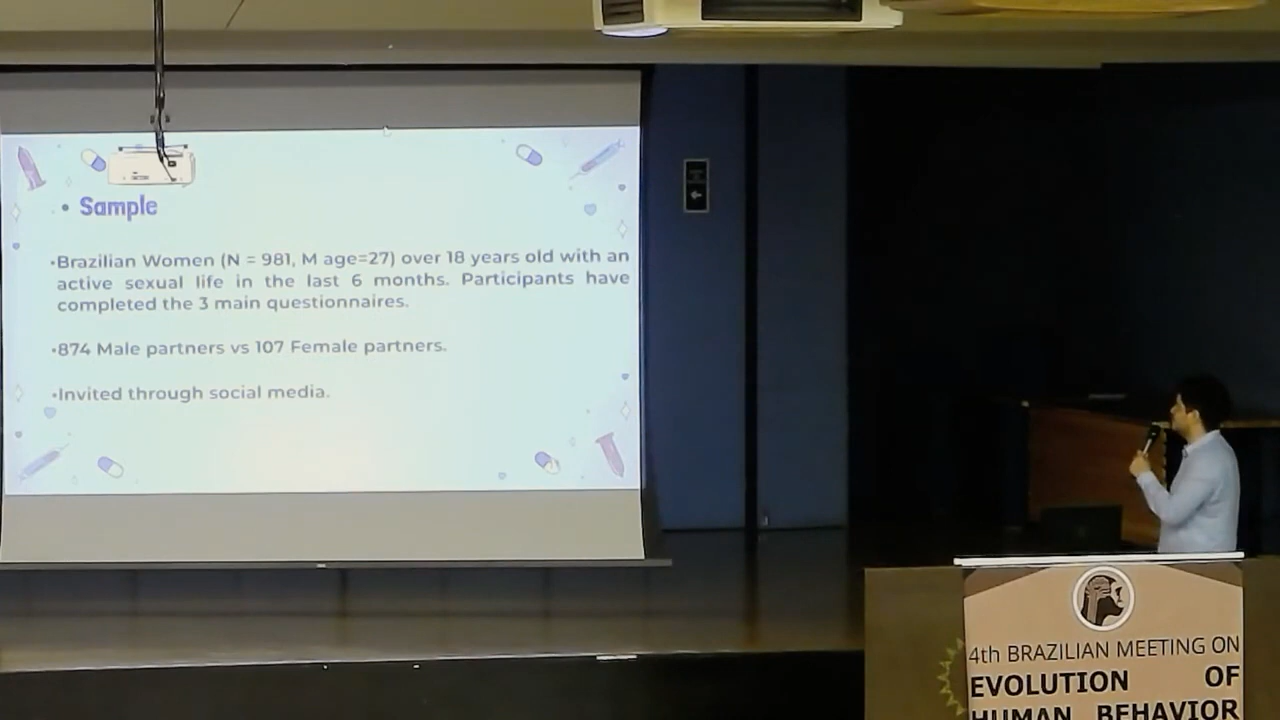 • Sample
•Brazilian Women (N = 981, M age=27) over 18 years old with an
active sexual life in the last 6 months. Participants have
completed the 3 main questionnaires.
•874 Male partners vs 107 Female partners.
•Invited through social media.
4th BRAZILIAN MEETING ON
EVOLUTION OF
HUMAN BEHAVIOR